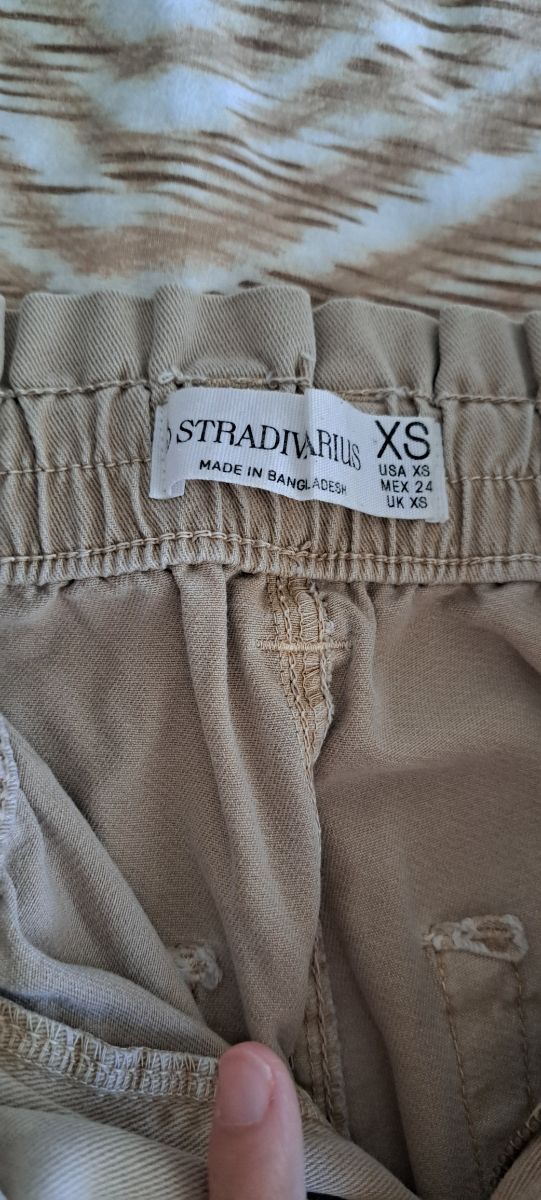 STRADIVARIUS
MADE IN BANGLADESH
XS
USA XS
MEX 24
UK XS